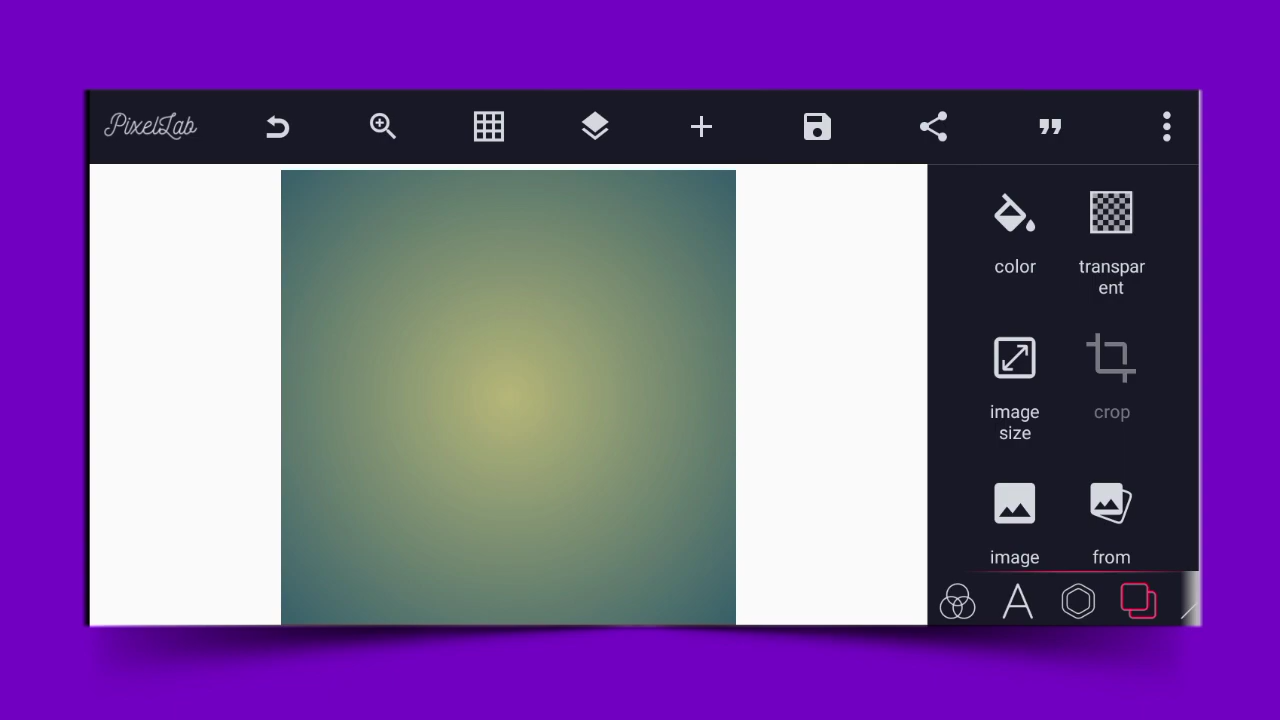 PixelLab
color
transpar
ent
image
size
crop
image
from